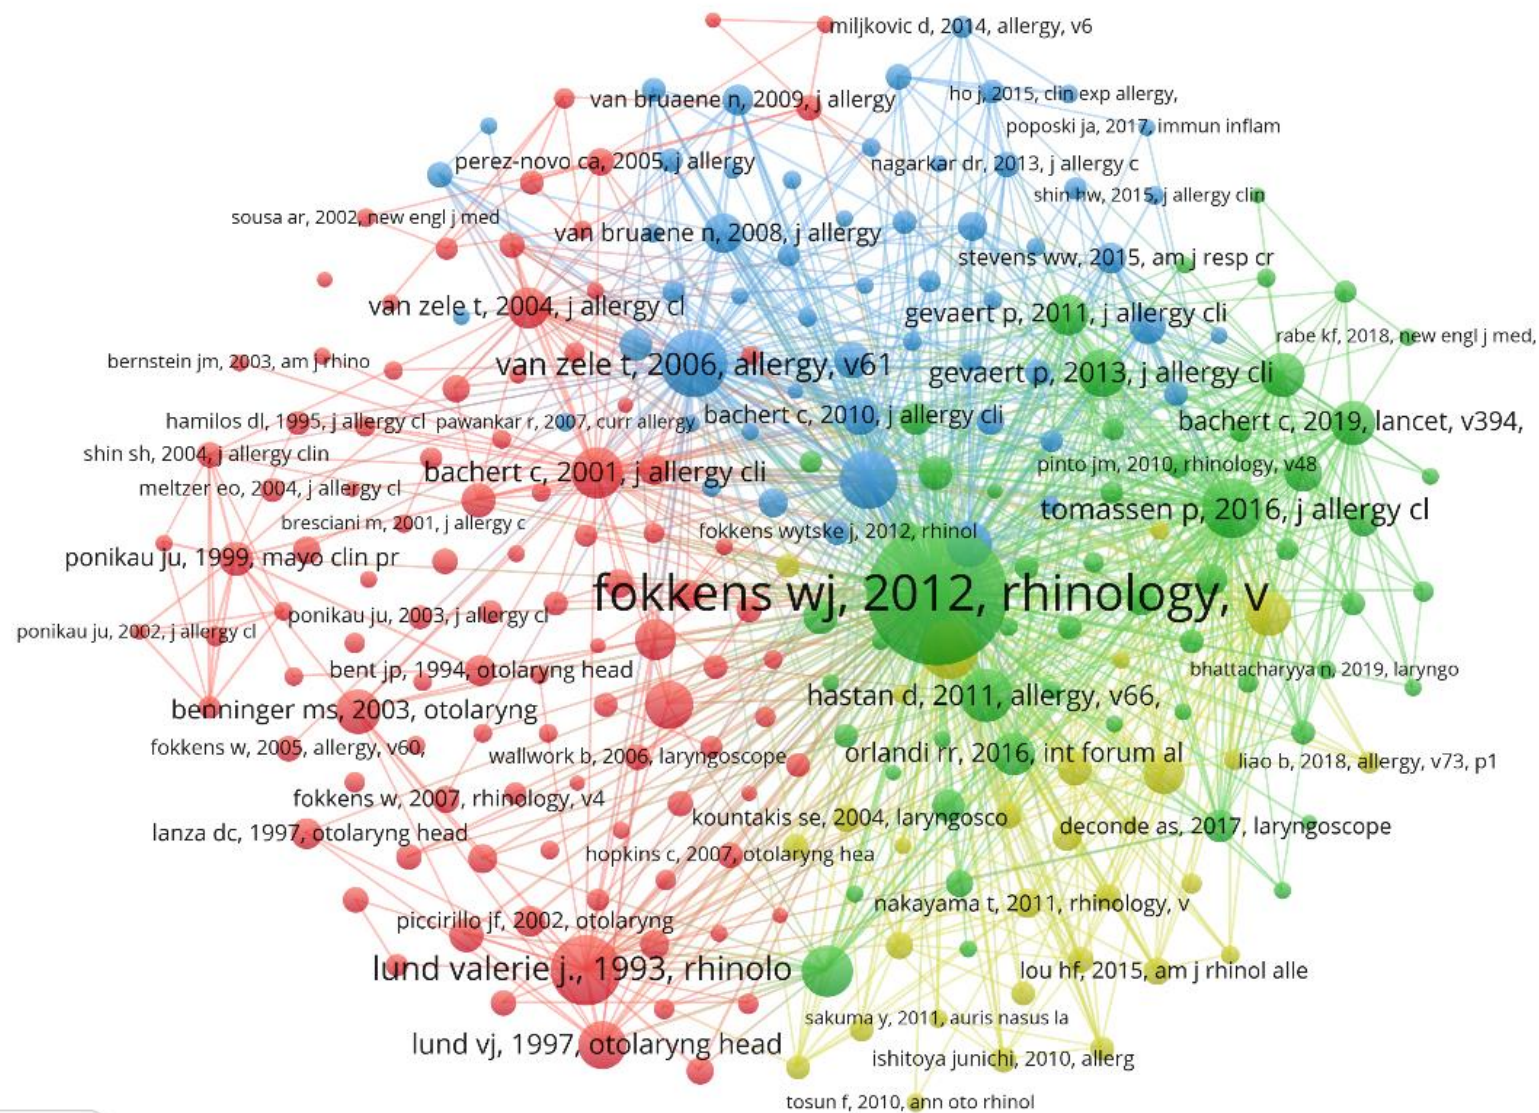 miljkovic d, 2014, allergy, v6
van bruaene n, 2009, j allergy
ho j, 2015, clin exp allergy,
poposki ja, 2017, immun inflam
perez-novo ca, 2005, j allergy
nagarkar dr, 2013, j allergy c
shin hw, 2015, j allergy clin
sousa ar, 2002, new engl j med
van bruaene n, 2008, j allergy
stevens ww, 2015, am j resp cr
van zele t, 2004, j allergy cl
gevaert p, 2011, j allergy cli
rabe kf, 2018, new engl j med,
bernstein jm, 2003, am j rhino
van zele t, 2006, allergy, v61
gevaert p, 2013, j allergy cli
hamilos dl, 1995, j allergy cl
pawankar r, 2007, curr allergy
bachert c, 2010, j allergy cli
bachert c, 2019, lancet, v394,
shin sh, 2004, j allergy clin
bachert c, 2001, j allergy cli
pinto jm, 2010, rhinology, v48
meltzer eo, 2004, j allergy cl
tomassen p, 2016, j allergy cl
bresciani m, 2001, j allergy c
fokkens wytske j, 2012, rhinol
ponikau ju, 1999, mayo clin pr
fokkens wj, 2012, rhinology, v
ponikau ju, 2003, j allergy cl
ponikau ju, 2002, j allergy cl
bent jp, 1994, otolaryng head
bhattacharyya n, 2019, laryngo
hastan d, 2011, allergy, v66,
benninger ms, 2003, otolaryng
fokkens w, 2005, allergy, v60,
wallwork b, 2006, laryngoscope
orlandi rr, 2016, int forum al
liao b, 2018, allergy, v73, p1
fokkens w, 2007, rhinology, v4
kountakis se, 2004, laryngosco
deconde as, 2017, laryngoscope
lanza dc, 1997, otolaryng head
hopkins c, 2007, otolaryng hea
nakayama t, 2011, rhinology, v
piccirillo jf, 2002, otolaryng
lund valerie j., 1993, rhinolo
lou hf, 2015, am j rhinol alle
sakuma y, 2011, auris nasus la
lund vj, 1997, otolaryng head
ishitoya junichi, 2010, allerg
tosun f, 2010, ann oto rhinol